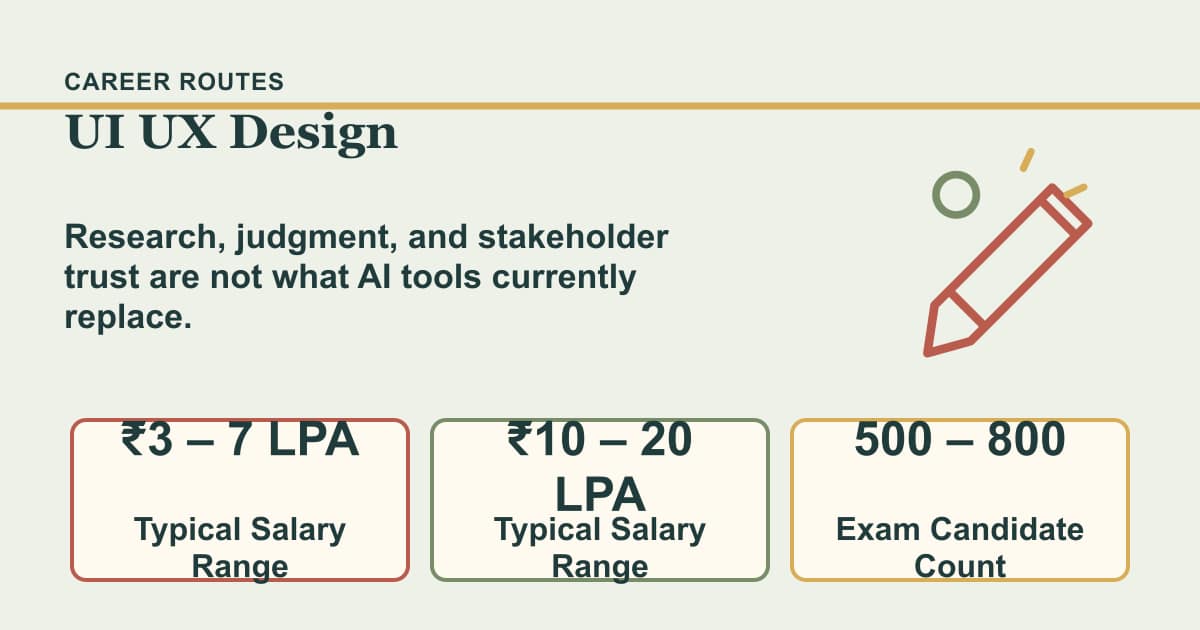 CAREER ROUTES
UI UX Design
Research, judgment, and stakeholder
trust are not what AI tools currently
replace.
₹3 – 7 LPA
Typical Salary
Range
₹10 – 20
LPA
Typical Salary
Range
500 – 800
Exam Candidate
Count